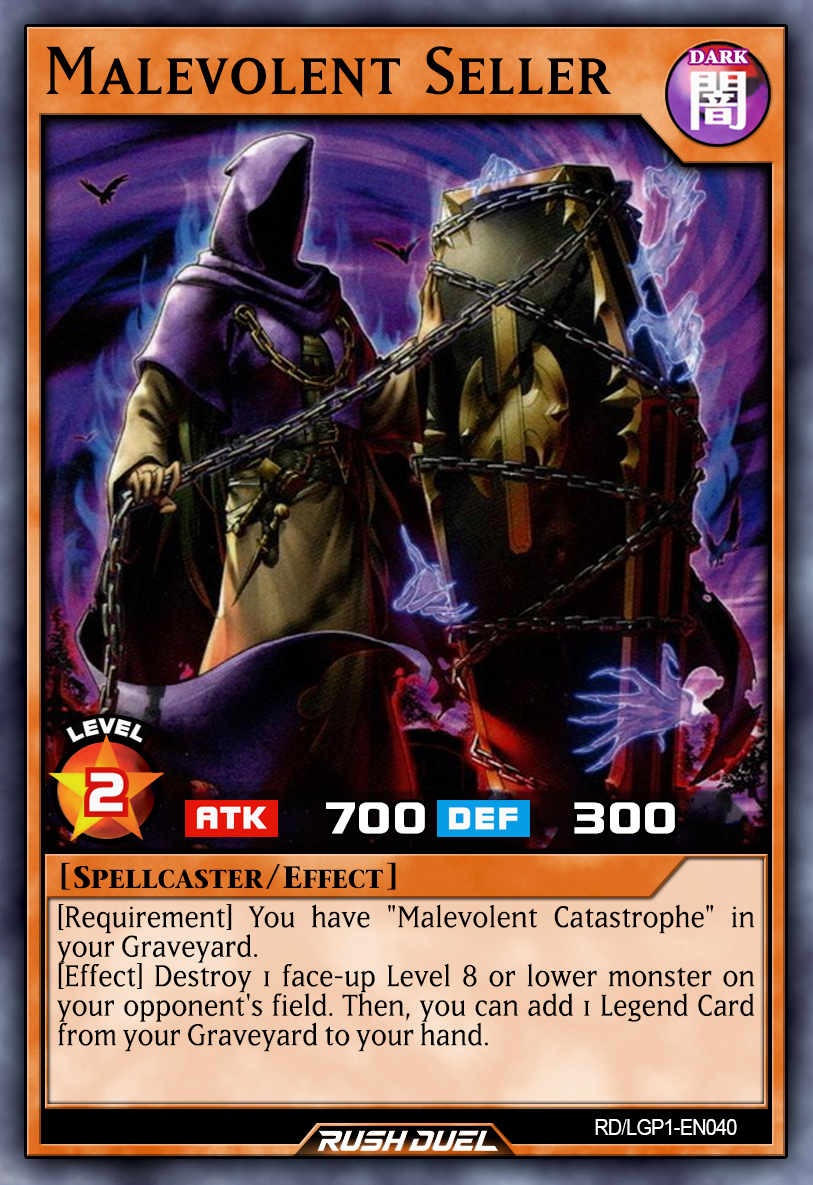 Malevolent Seller
DARK
闇
LEVEL
2
ATK 700 DEF 300
[Spellcaster/Effect]
[Requirement] You have "Malevolent Catastrophe" in
your Graveyard.
[Effect] Destroy 1 face-up Level 8 or lower monster on
your opponent's field. Then, you can add 1 Legend Card
from your Graveyard to your hand.
RD/LGP1-EN040
RUSH DUEL